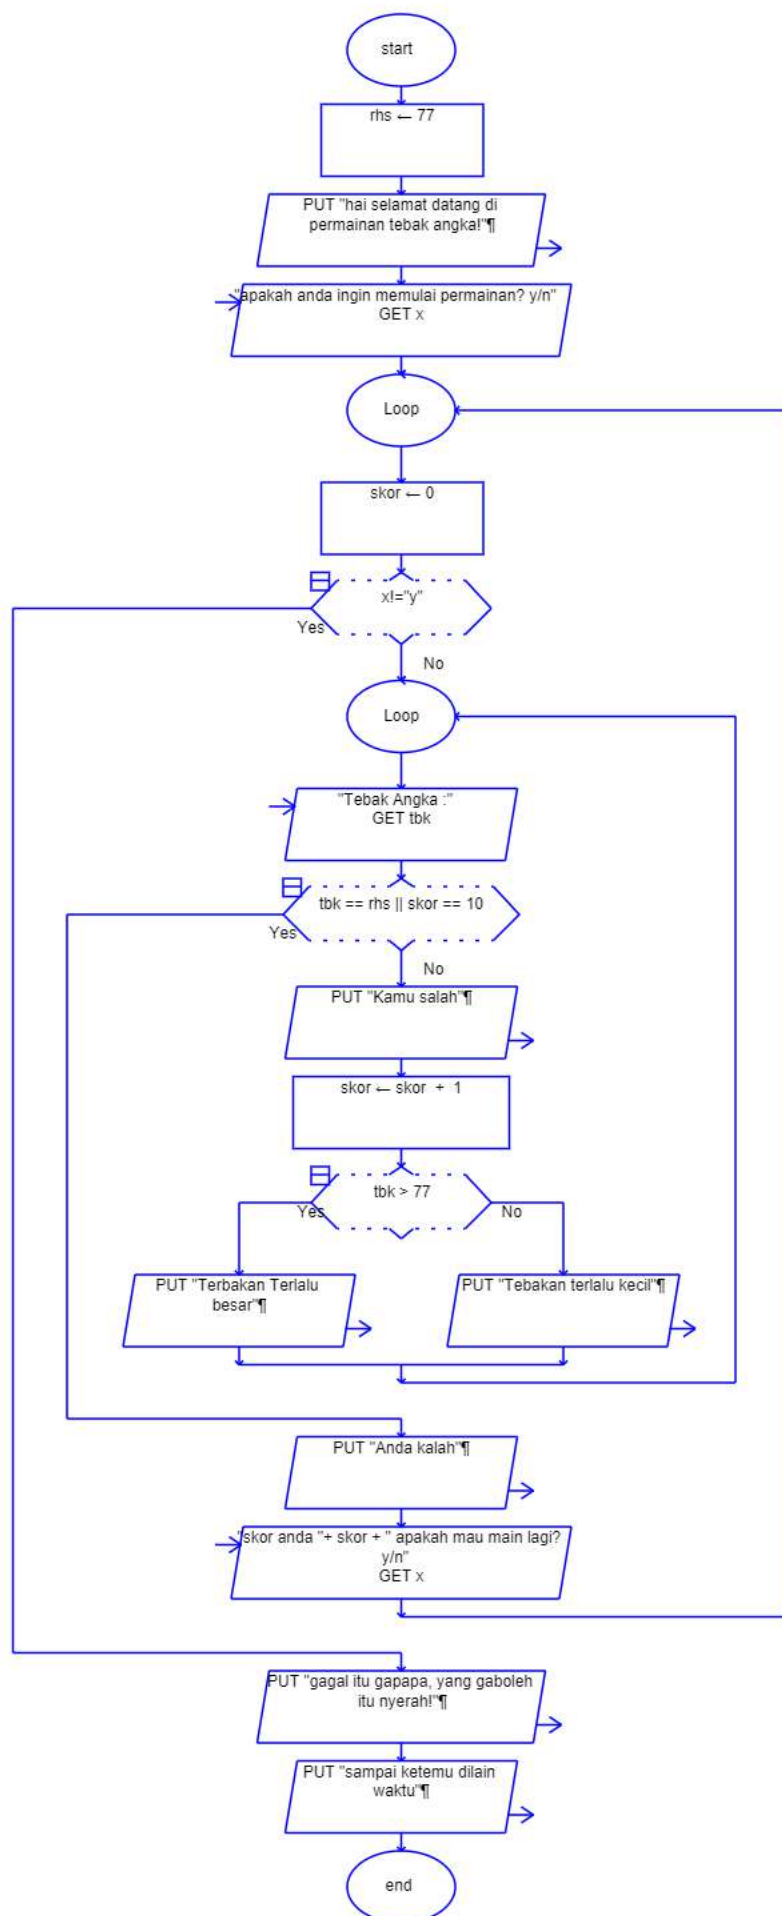 start
rhs ← 77
PUT "hai selamat datang di
permainan tebak angka!"¶
"apakah anda ingin memulai permainan? y/n"
GET x
Loop
skor ← 0
x!="y"
Yes
No
Loop
"Tebak Angka :"
GET tbk
tbk == rhs || skor == 10
Yes
No
PUT "Kamu salah"¶
skor ← skor + 1
tbk > 77
Yes
No
PUT "Terbakan Terlalu
besar"¶
PUT "Tebakan terlalu kecil"¶
PUT "Anda kalah"¶
"skor anda "+ skor + " apakah mau main lagi?
y/n"
GET x
PUT "gagal itu gapapa, yang gaboleh
itu nyerah!"¶
PUT "sampai ketemu dilain
waktu"¶
end